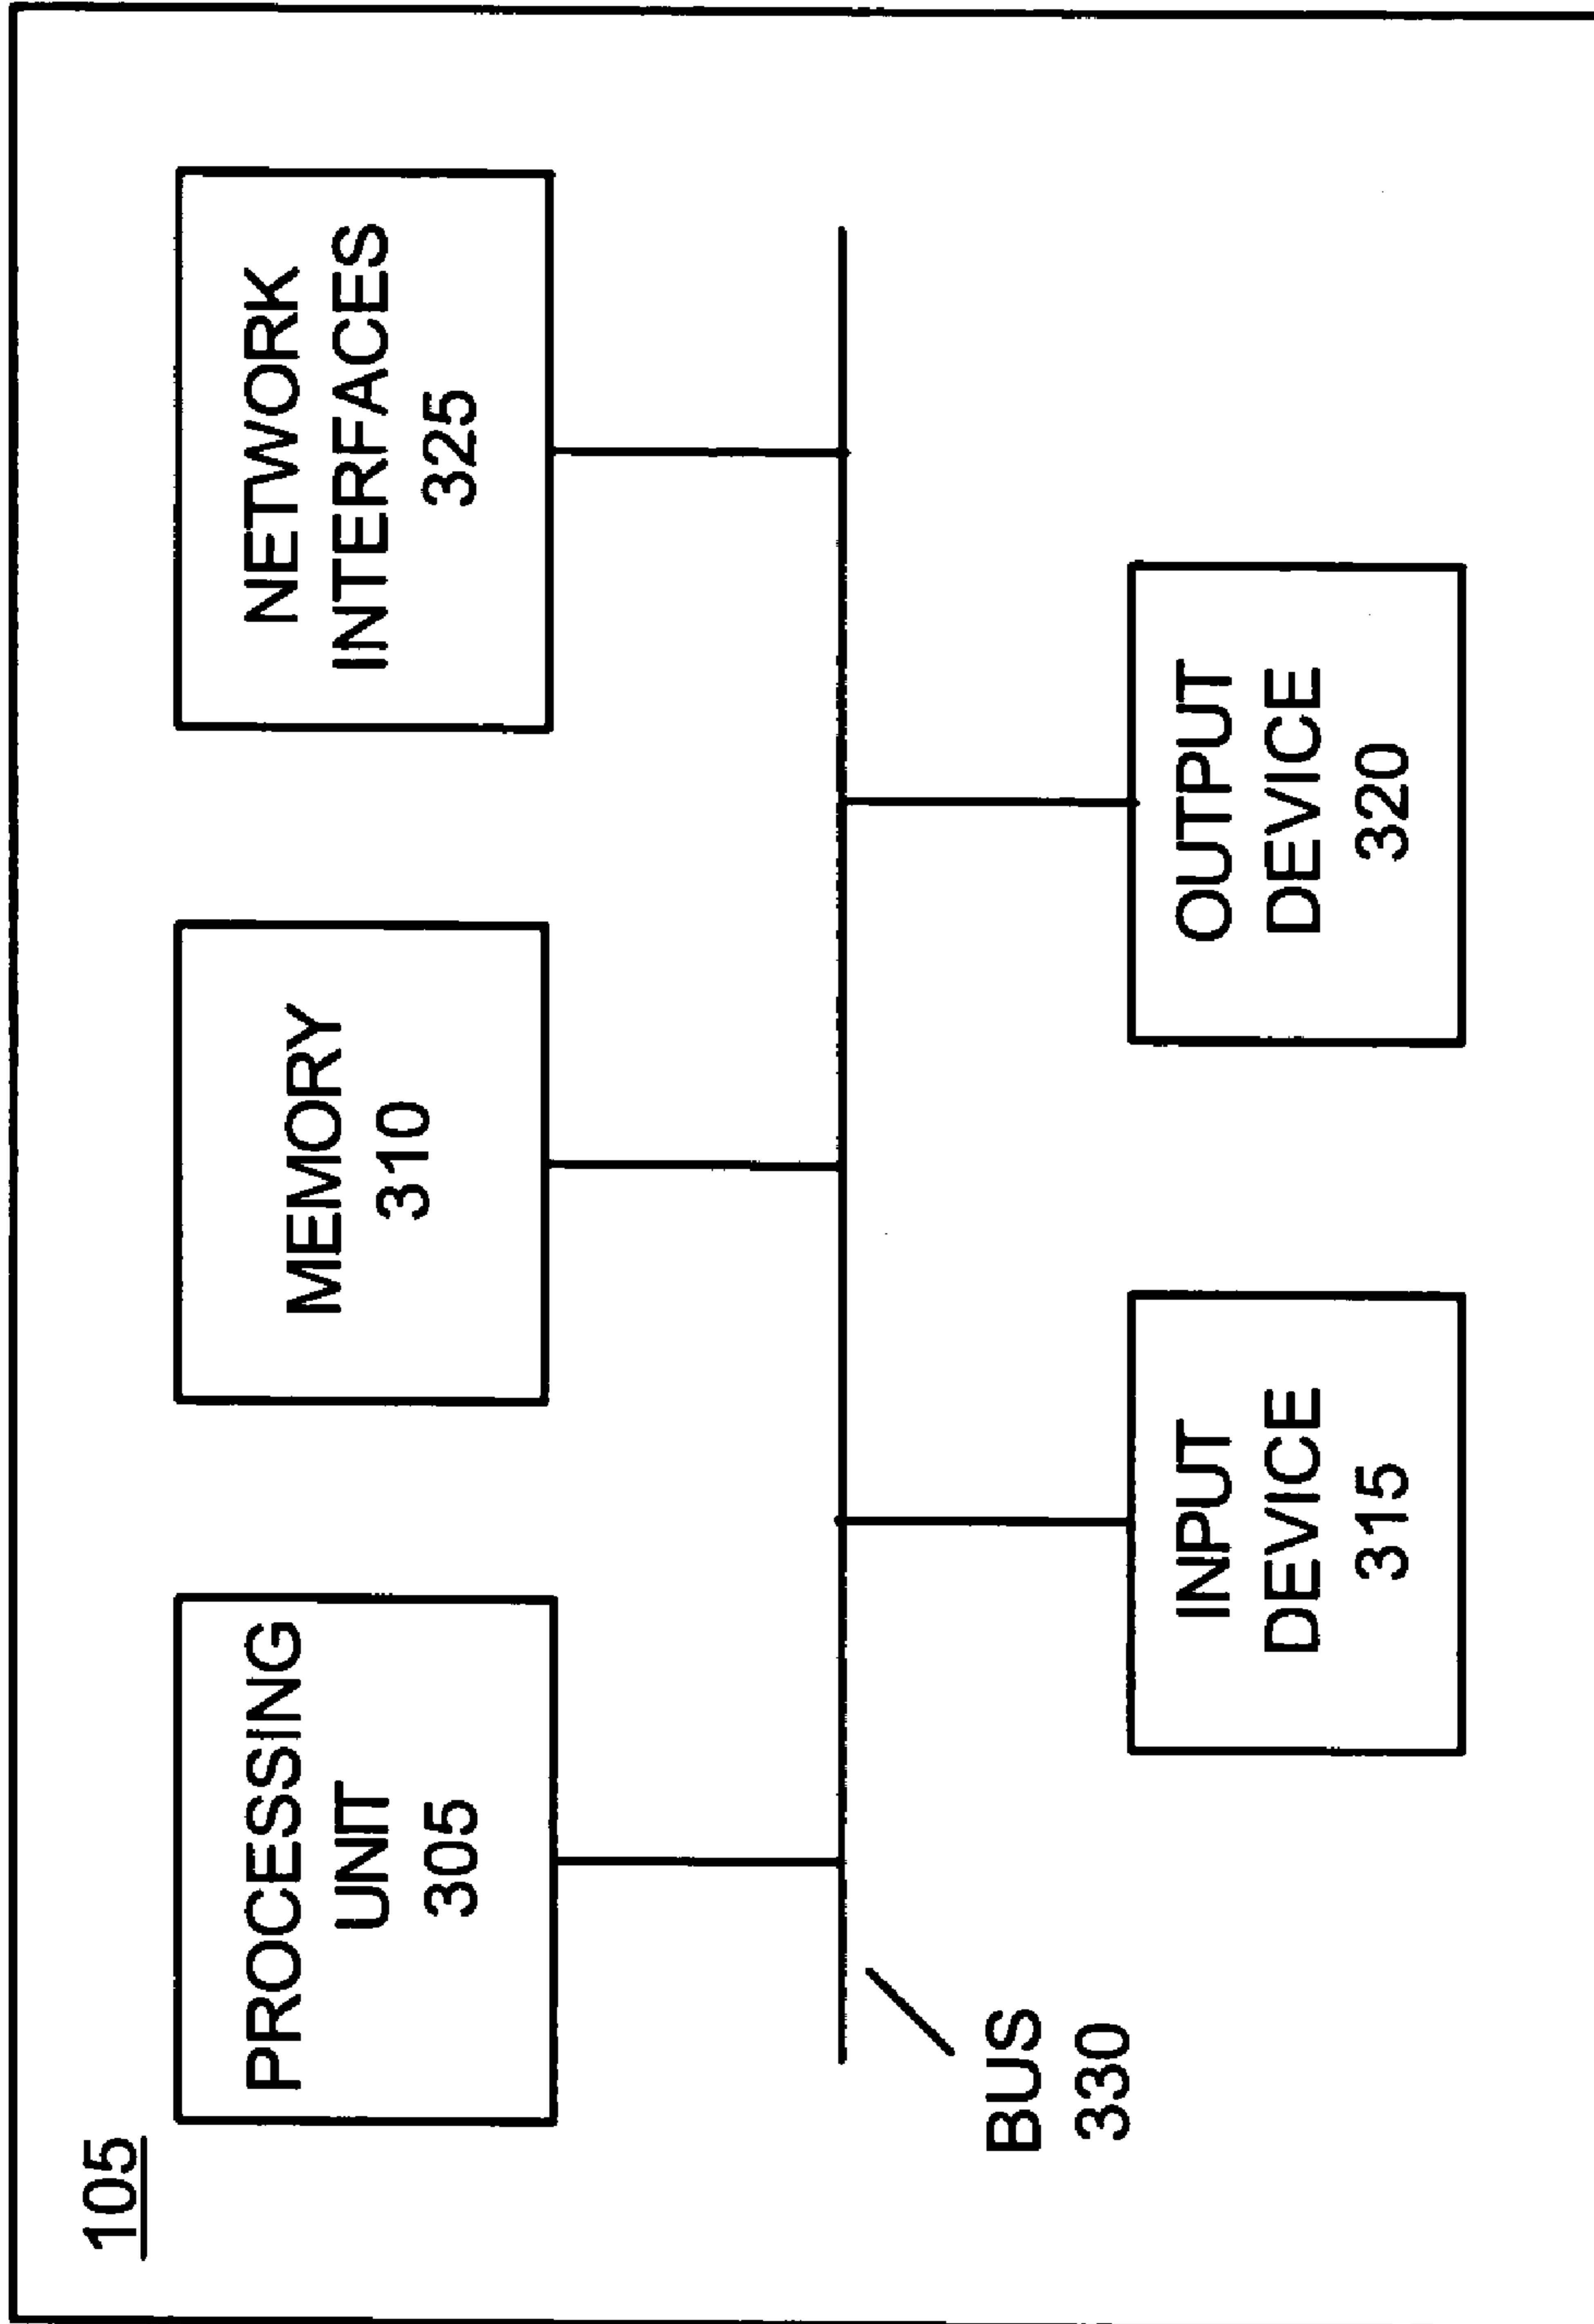 105
PROCESSING
UNIT
305
MEMORY
310
NETWORK
INTERFACES
325
BUS
330
INPUT
DEVICE
315
OUTPUT
DEVICE
320